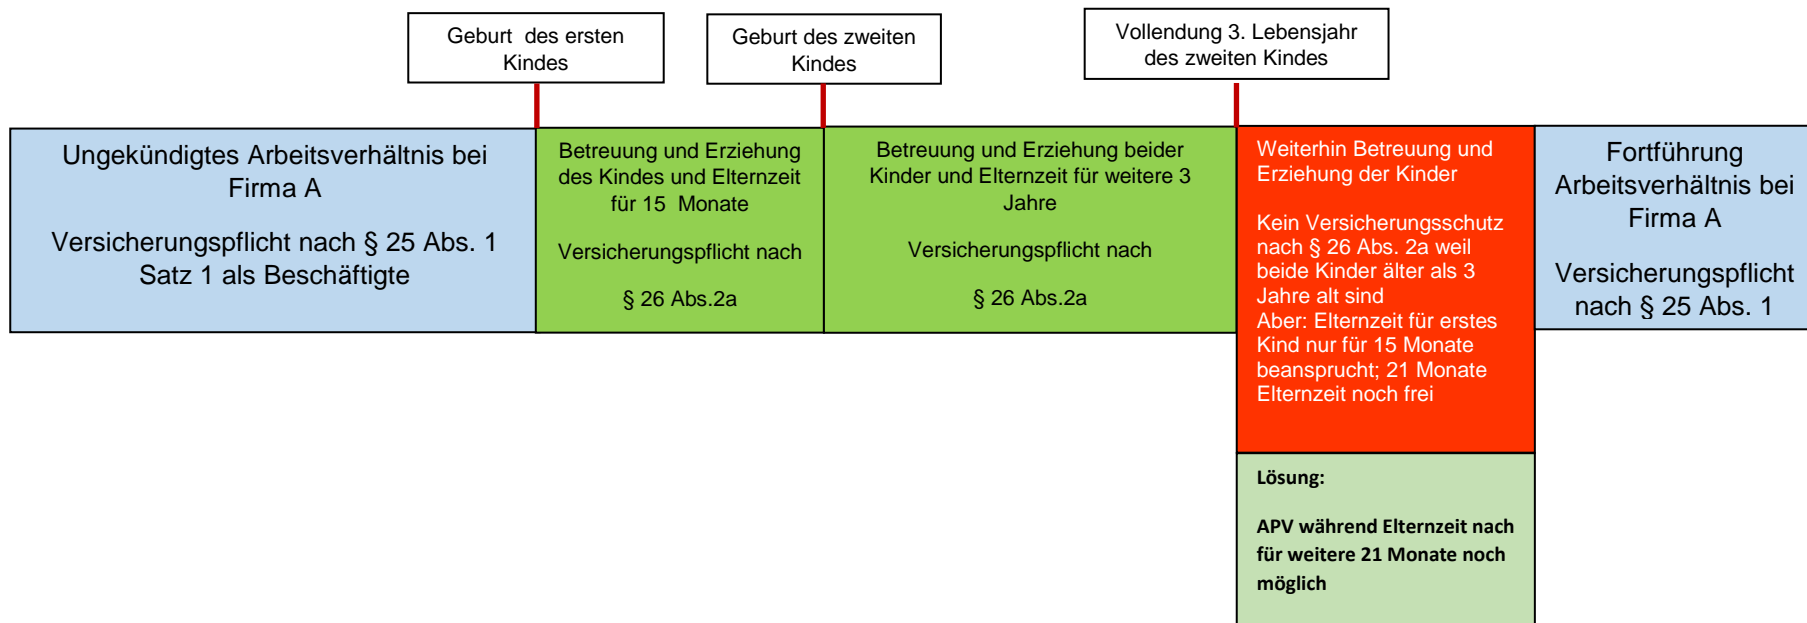 Geburt des ersten
Kindes
Geburt des zweiten
Kindes
Vollendung 3. Lebensjahr
des zweiten Kindes
Ungekündigtes Arbeitsverhältnis bei
Firma A
Versicherungspflicht nach § 25 Abs. 1
Satz 1 als Beschäftigte
Betreuung und Erziehung
des Kindes und Elternzeit
für 15 Monate
Versicherungspflicht nach
§ 26 Abs.2a
Betreuung und Erziehung beider
Kinder und Elternzeit für weitere 3
Jahre
Versicherungspflicht nach
§ 26 Abs.2a
Weiterhin Betreuung und
Erziehung der Kinder
Kein Versicherungsschutz
nach § 26 Abs. 2a weil
beide Kinder älter als 3
Jahre alt sind
Aber: Elternzeit für erstes
Kind nur für 15 Monate
beansprucht; 21 Monate
Elternzeit noch frei
Lösung:
APV während Elternzeit nach
für weitere 21 Monate noch
möglich
Fortführung
Arbeitsverhältnis bei
Firma A
Versicherungspflicht
nach § 25 Abs. 1